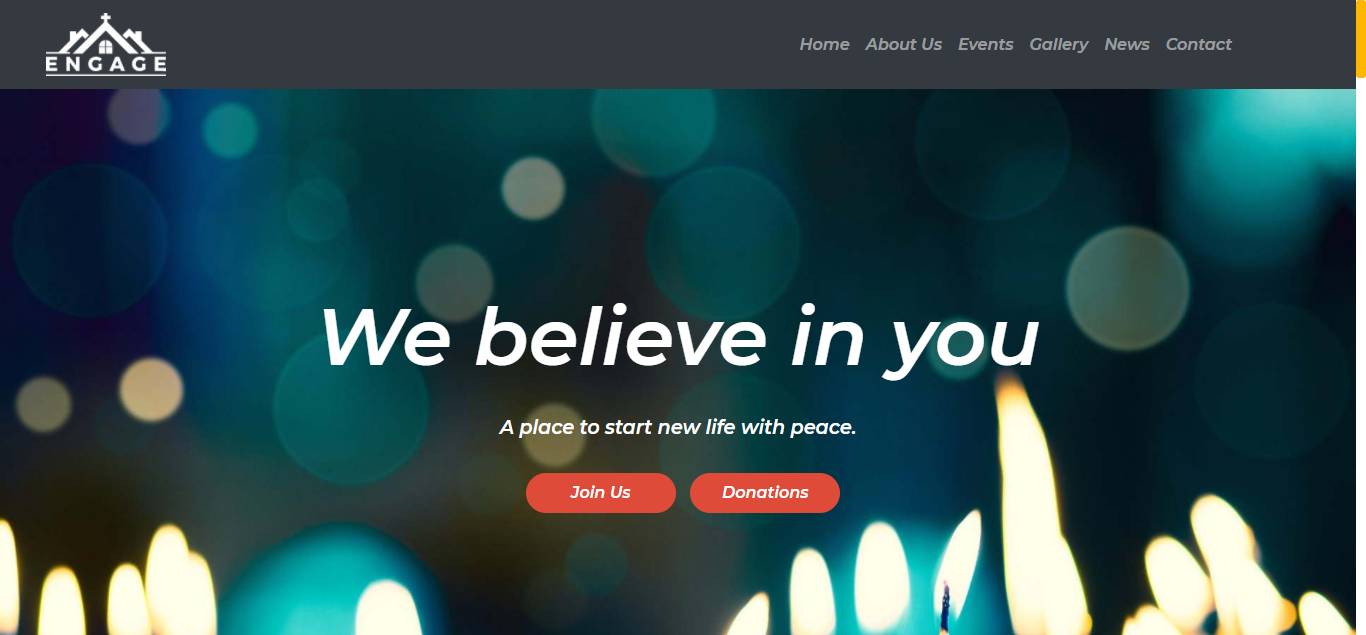 ENGAGE
Home About Us Events Gallery News Contact
We believe in you
A place to start new life with peace.
Join Us Donations